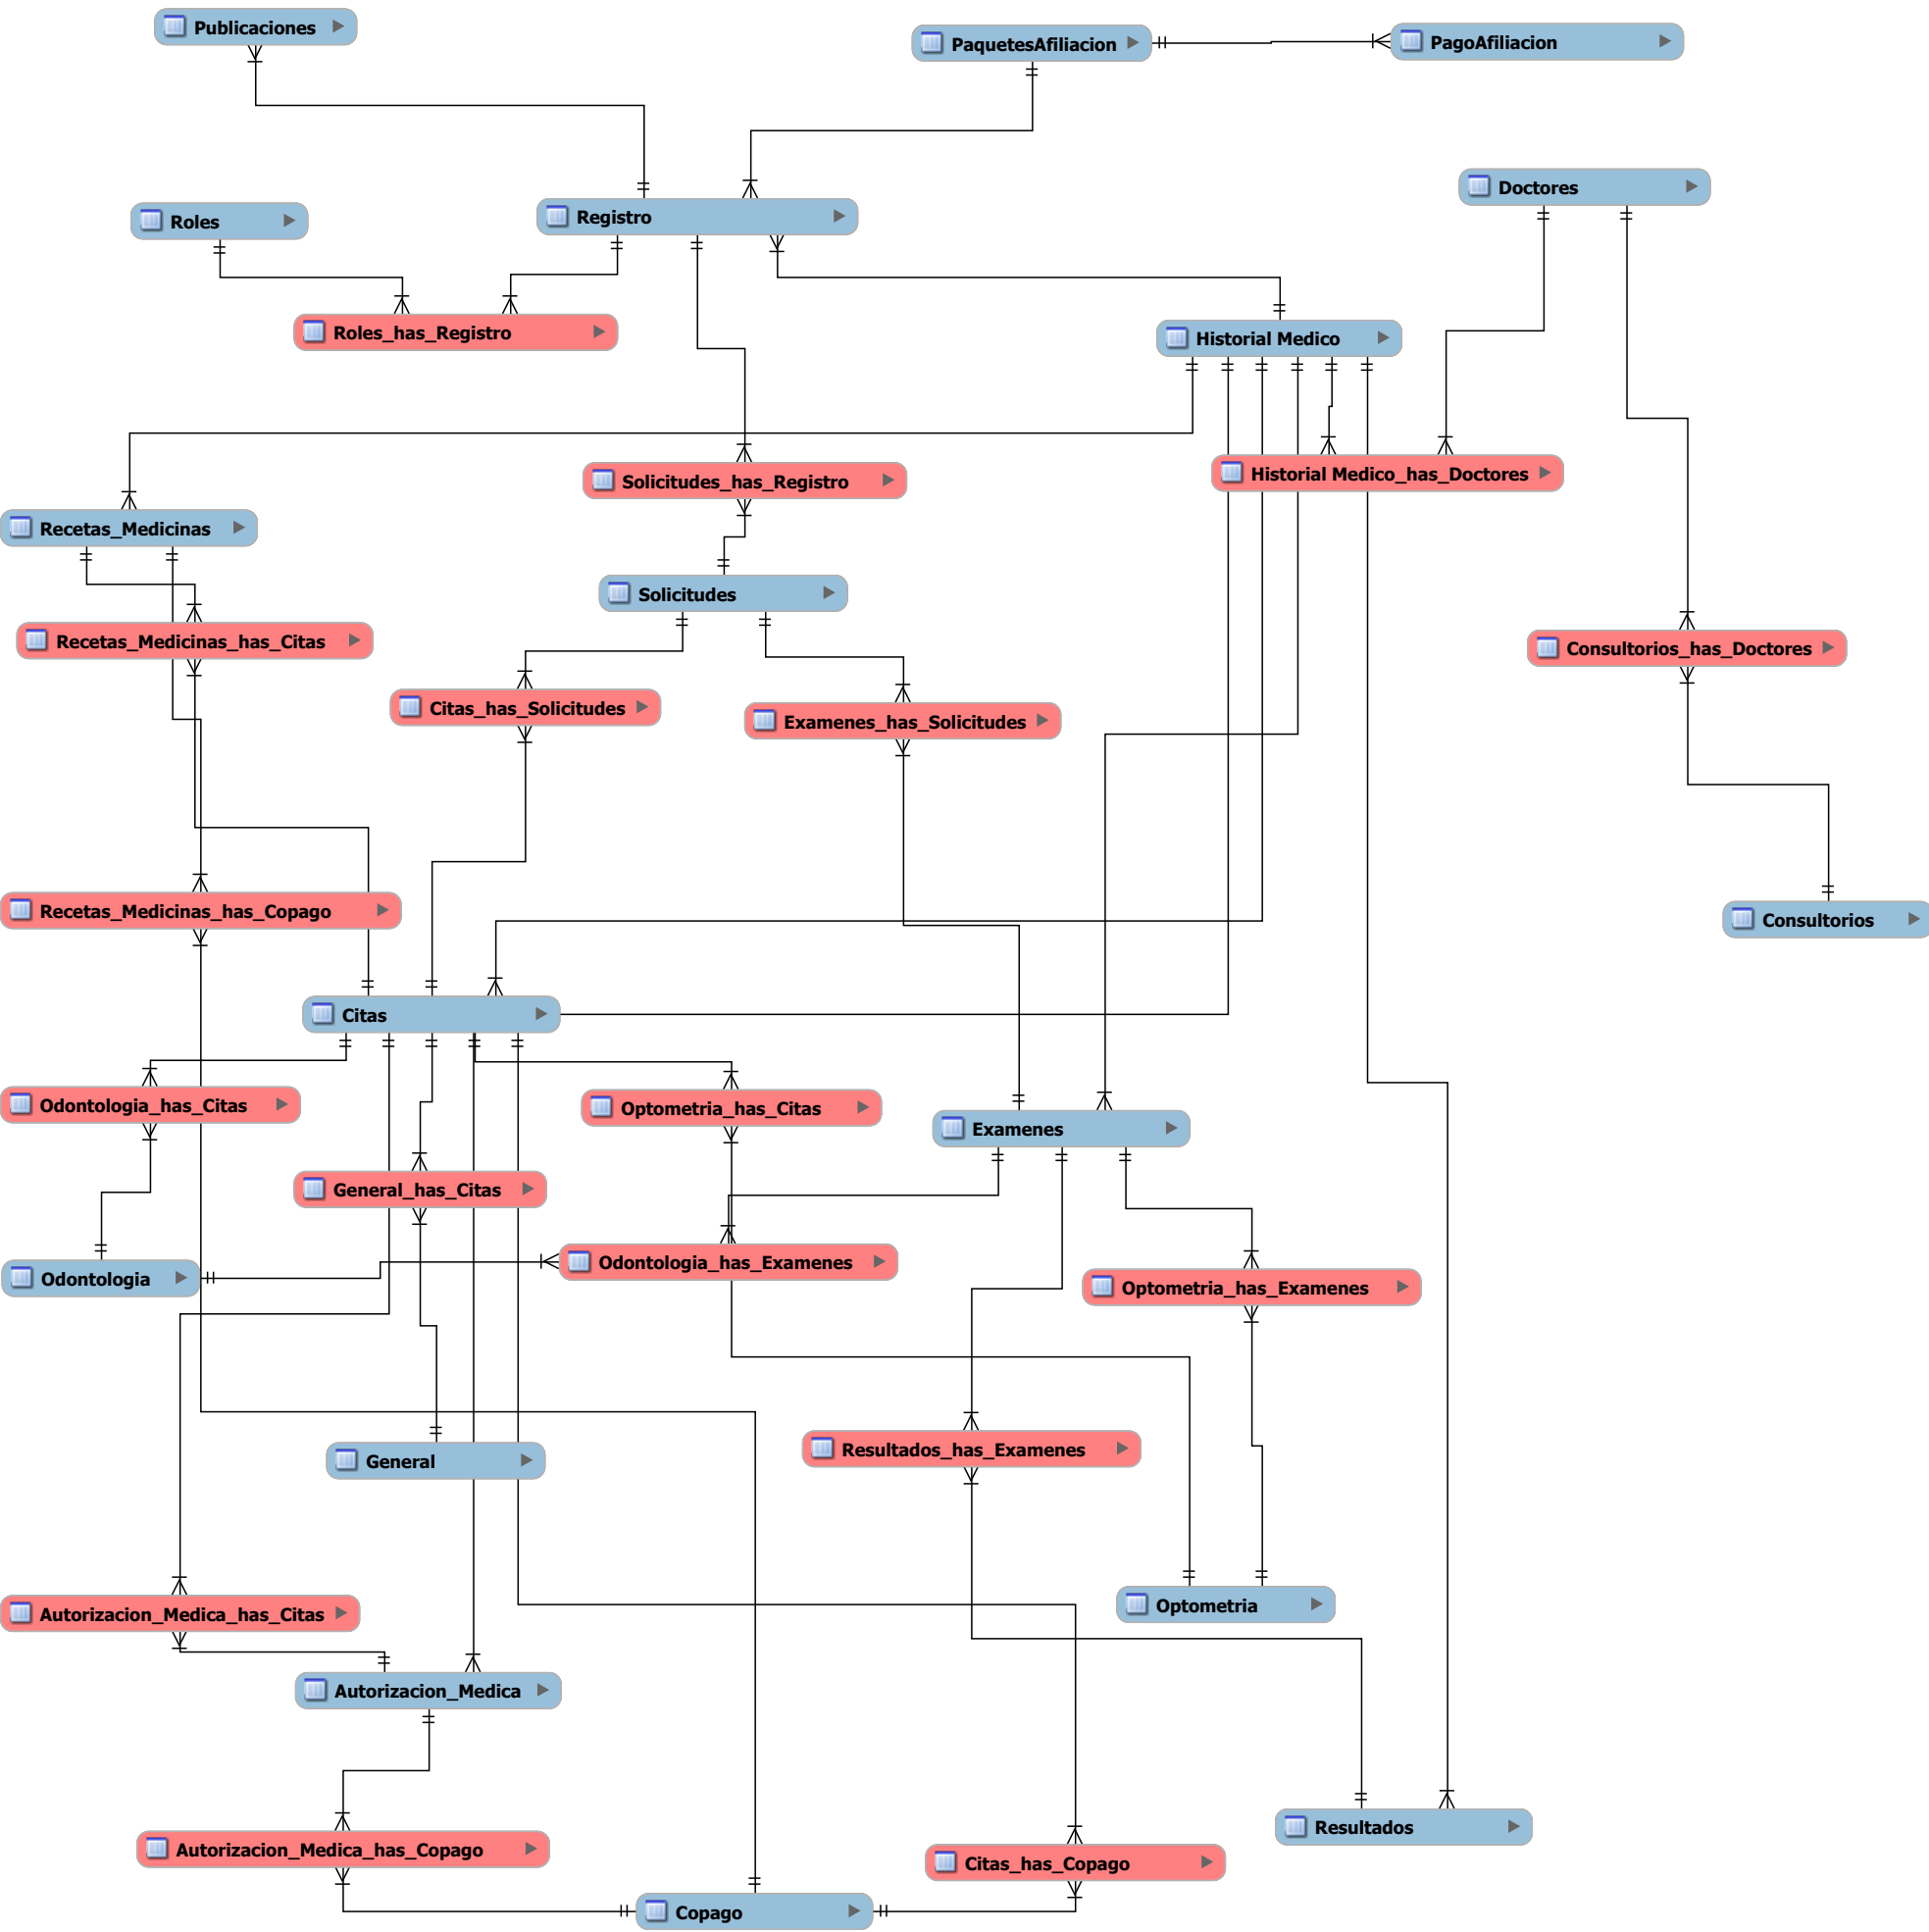 Publicaciones
PaquetesAfiliacion
PagoAfiliacion
Doctores
Roles
Registro
Roles_has_Registro
Historial Medico
Solicitudes_has_Registro
Historial Medico_has_Doctores
Recetas_Medicinas
Solicitudes
Recetas_Medicinas_has_Citas
Consultorios_has_Doctores
Citas_has_Solicitudes
Examenes_has_Solicitudes
Recetas_Medicinas_has_Copago
Consultorios
Citas
Odontologia_has_Citas
Optometria_has_Citas
Examenes
General_has_Citas
Odontologia_has_Examenes
Odontologia
Optometria_has_Examenes
Resultados_has_Examenes
General
Autorizacion_Medica_has_Citas
Optometria
Autorizacion_Medica
Resultados
Autorizacion_Medica_has_Copago
Citas_has_Copago
Copago